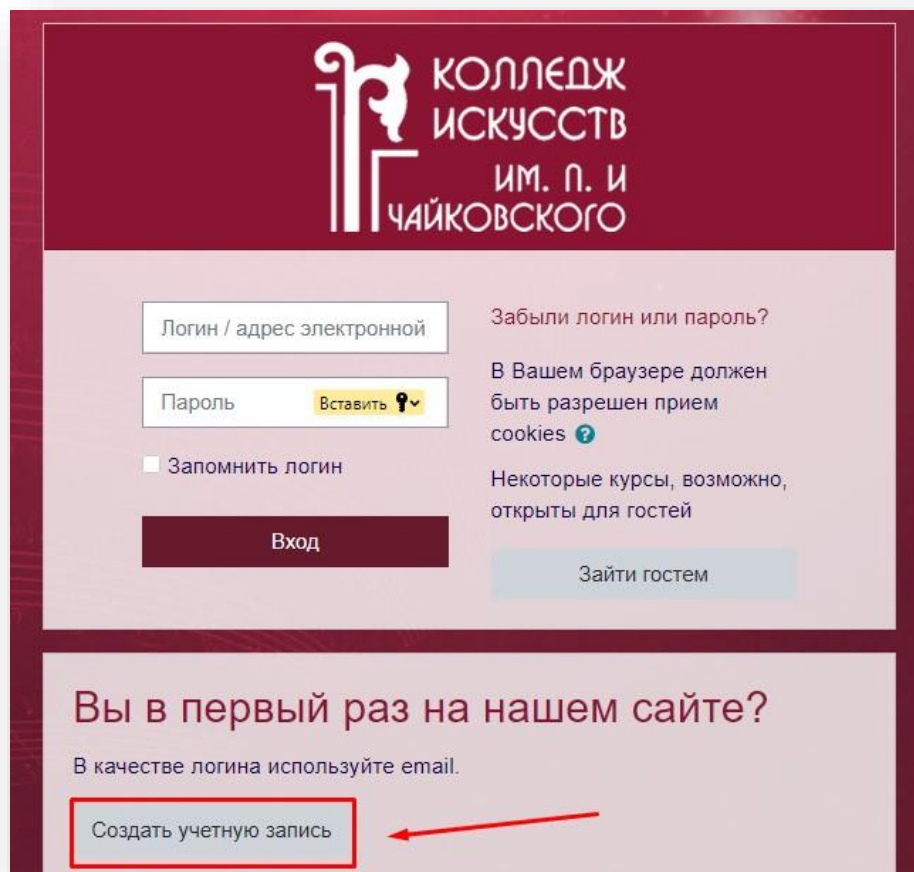 КОЛЛЕДЖ
ИСКУССТВ
ИМ. П. И
ЧАЙКОВСКОГО
Логин / адрес электронной
Пароль
Вставить
Запомнить логин
Вход
Забыли логин или пароль?
В Вашем браузере должен
быть разрешен прием
cookies
Некоторые курсы, возможно,
открыты для гостей
Зайти гостем
Вы в первый раз на нашем сайте?
В качестве логина используйте email.
Создать учетную запись